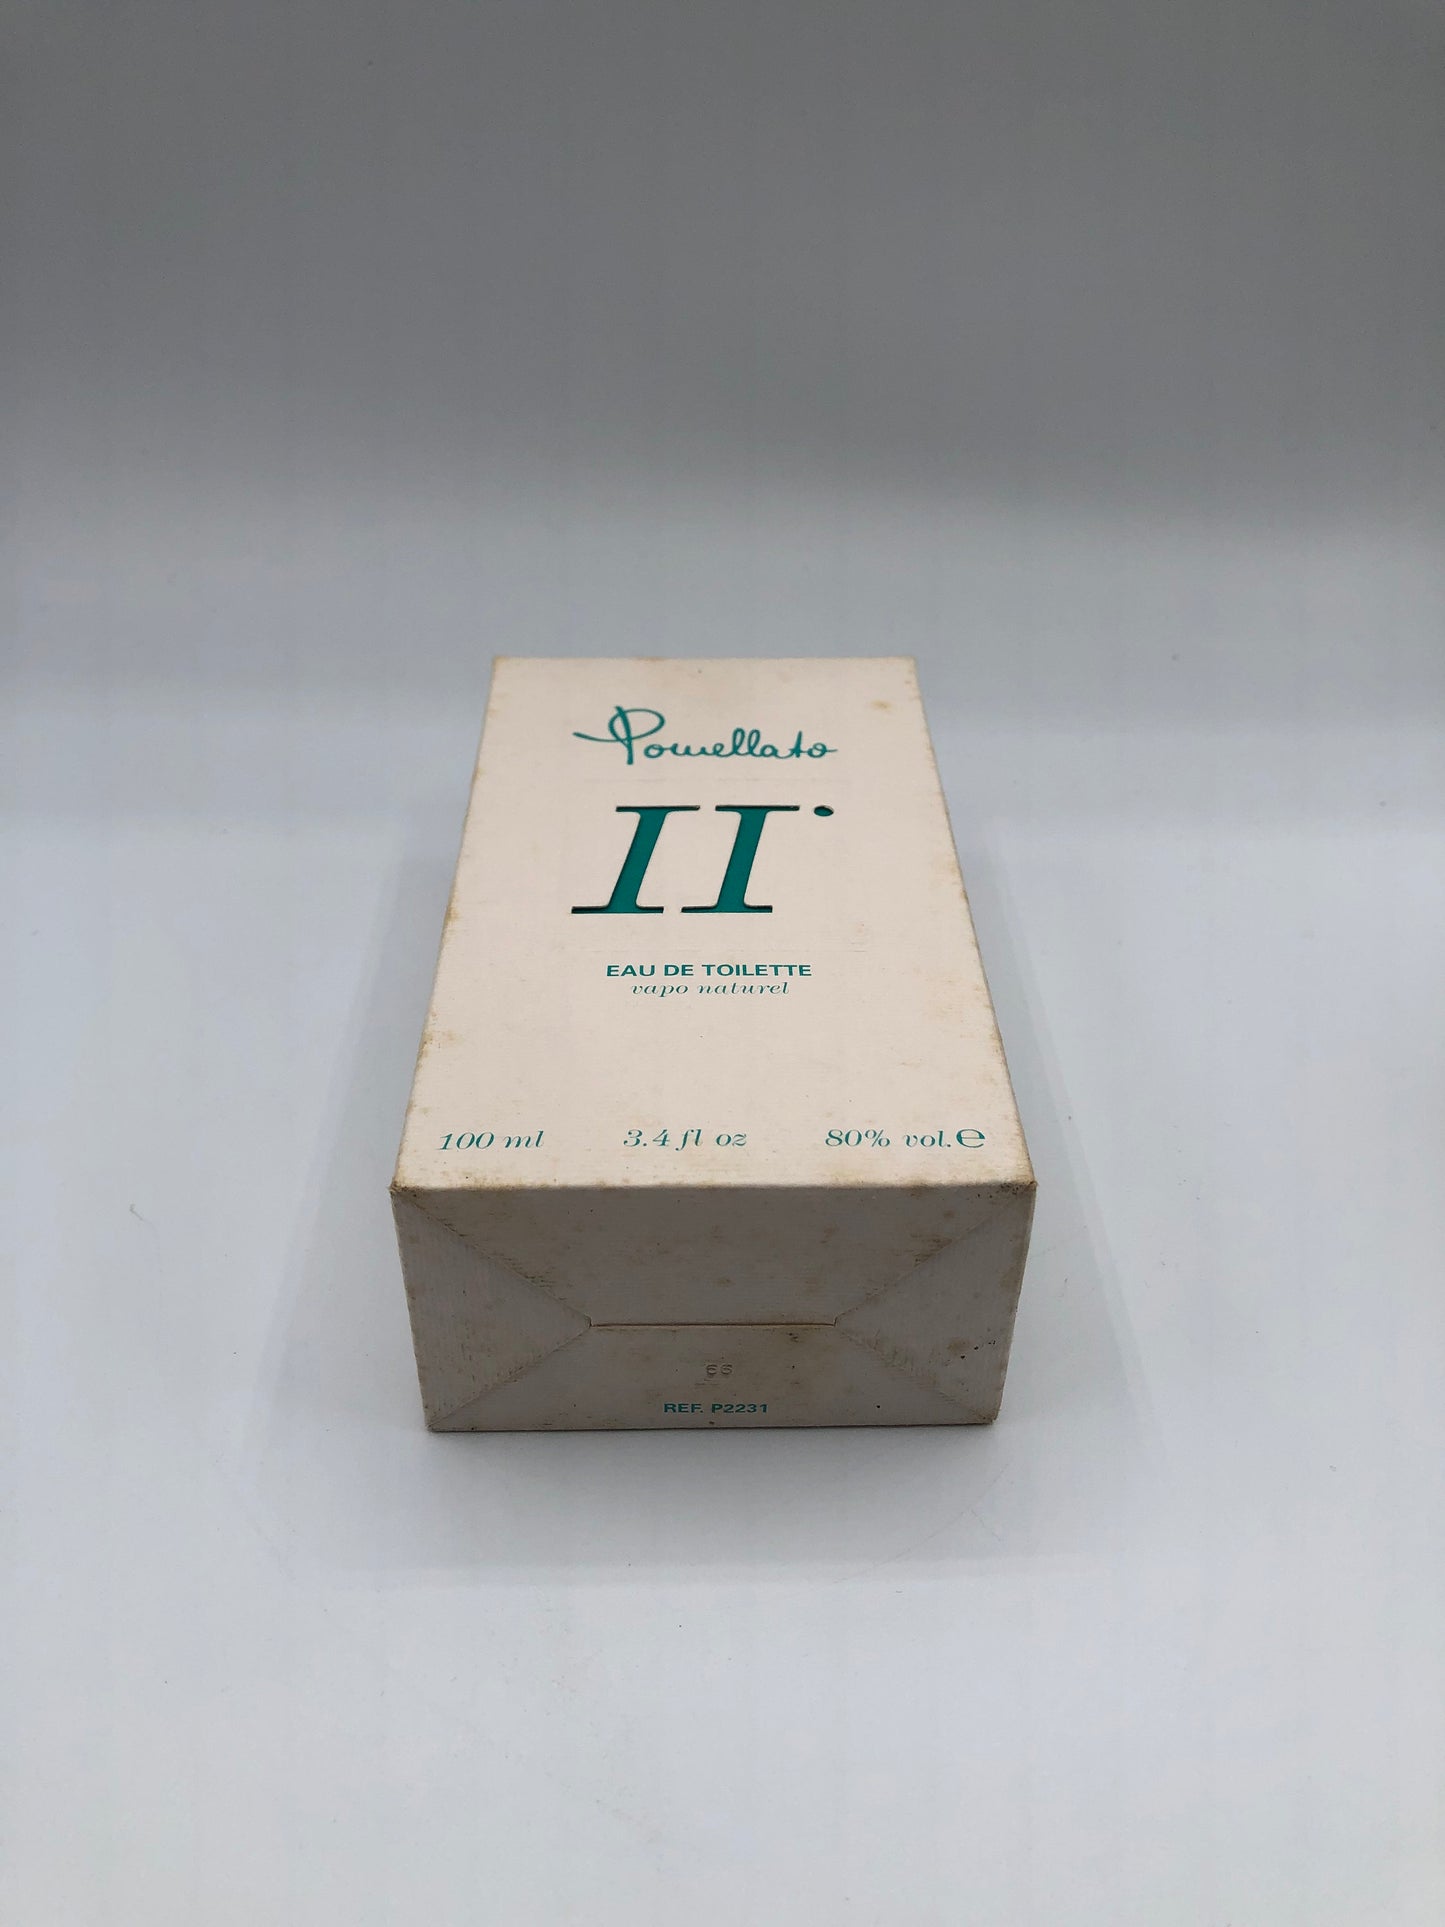 Pomellato
II•
EAU DE TOILETTE
vapo naturel
100 ml 3.4 fl oz 80% vol. ℮
REF. P2231